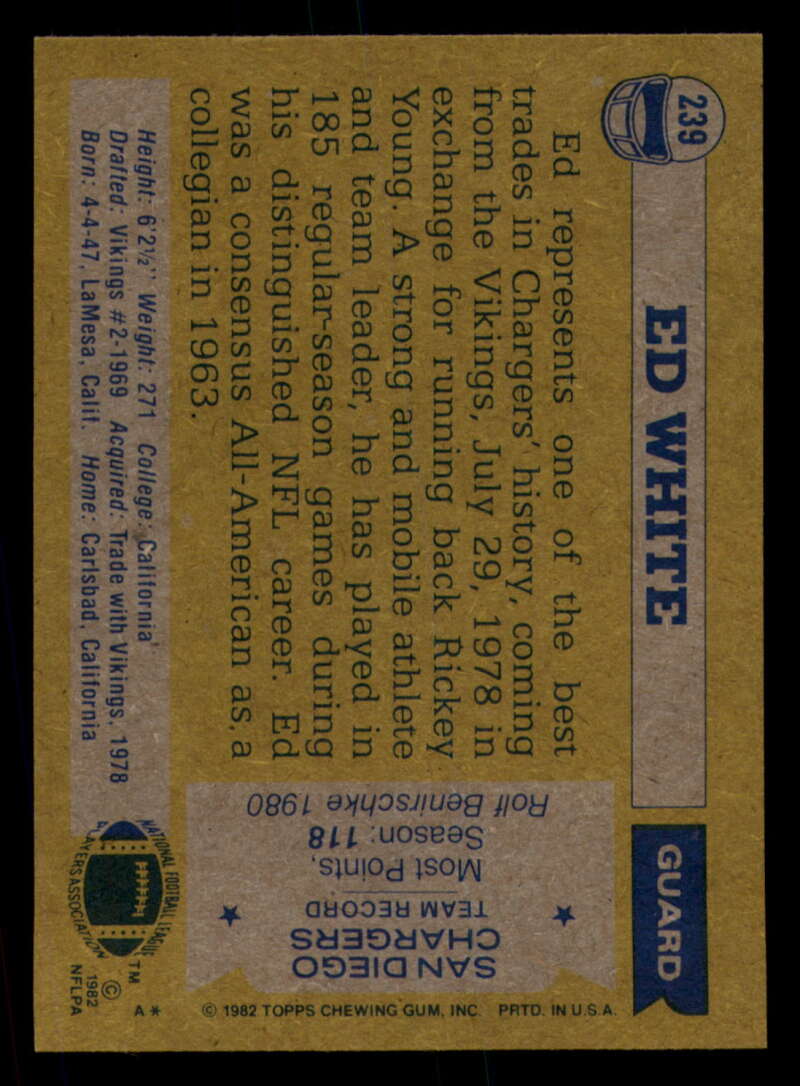 239
ED WHITE
GUARD
Ed represents one of the best
trades in Chargers' history, coming
from the Vikings, July 29, 1978 in
exchange for running back Rickey
Young. A strong and mobile athlete
and team leader, he has played in
185 regular-season games during
his distinguished NFL career. Ed
was a consensus All-American as a
collegian in 1963.
SAN DIEGO
CHARGERS
TEAM RECORD
Most Points,
Season: 118
Rolf Benirschke 1980
Height: 6'2½" Weight: 271 College: California
Drafted: Vikings #2-1969 Acquired: Trade with Vikings, 1978
Born: 4-4-47, LaMesa, Calif. Home: Carlsbad, California
NATIONAL FOOTBALL LEAGUE
PLAYERS ASSOCIATION
TM
©
1982
NFLPA
A*
© 1982 TOPPS CHEWING GUM, INC. PRTD. IN U.S.A.